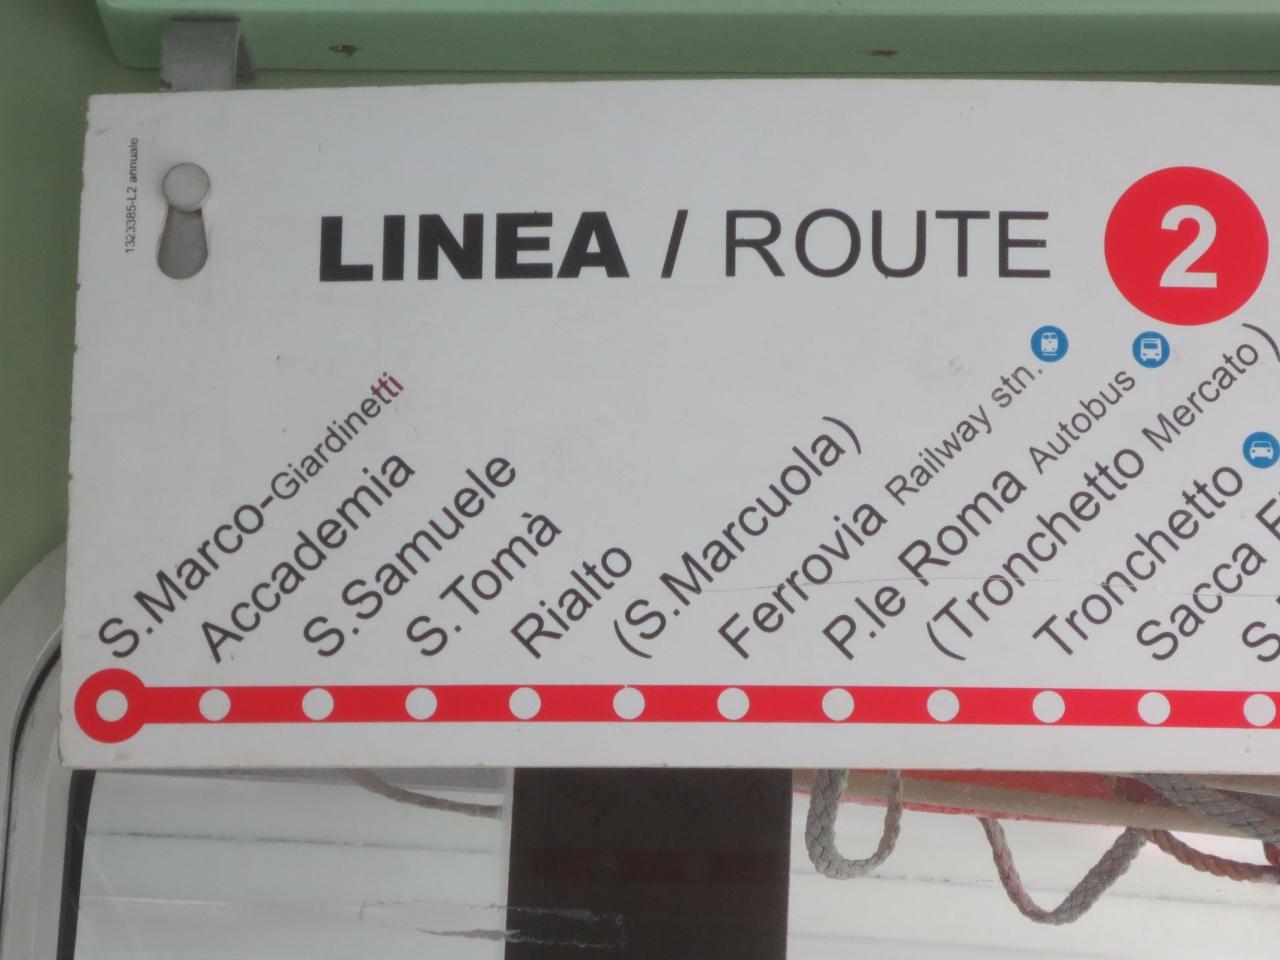 1323385-L2 annuale
LINEA / ROUTE 2
S.Marco-Giardinetti
Accademia
S.Samuele
S.Tomà
Rialto
(S.Marcuola)
Ferrovia Railway stn.
P.le Roma Autobus
(Tronchetto Mercato)
Tronchetto
Sacca